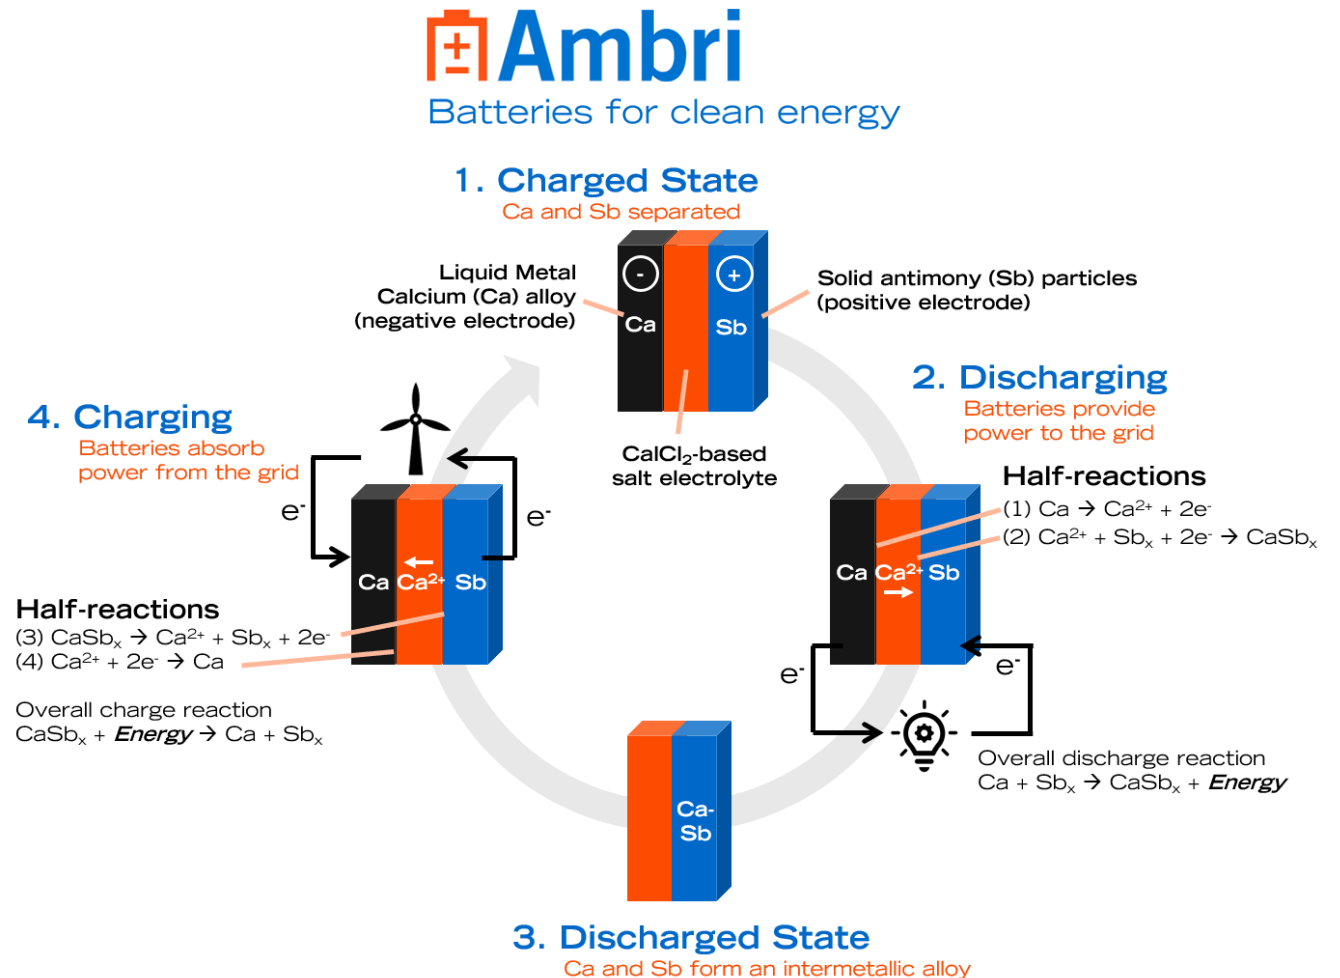 Ambri
Batteries for clean energy
1. Charged State
Ca and Sb separated
Liquid Metal
Calcium (Ca) alloy
(negative electrode)
-
+
Ca
Sb
Solid antimony (Sb) particles
(positive electrode)
CalCl₂-based
salt electrolyte
2. Discharging
Batteries provide
power to the grid
Half-reactions
(1) Ca → Ca²⁺ + 2e⁻
(2) Ca²⁺ + Sbₓ + 2e⁻ → CaSbₓ
Ca
Ca²⁺
Sb
e⁻
e⁻
Overall discharge reaction
Ca + Sbₓ → CaSbₓ + Energy
3. Discharged State
Ca and Sb form an intermetallic alloy
Ca-
Sb
4. Charging
Batteries absorb
power from the grid
e⁻
e⁻
Ca
Ca²⁺
Sb
Half-reactions
(3) CaSbₓ → Ca²⁺ + Sbₓ + 2e⁻
(4) Ca²⁺ + 2e⁻ → Ca
Overall charge reaction
CaSbₓ + Energy → Ca + Sbₓ